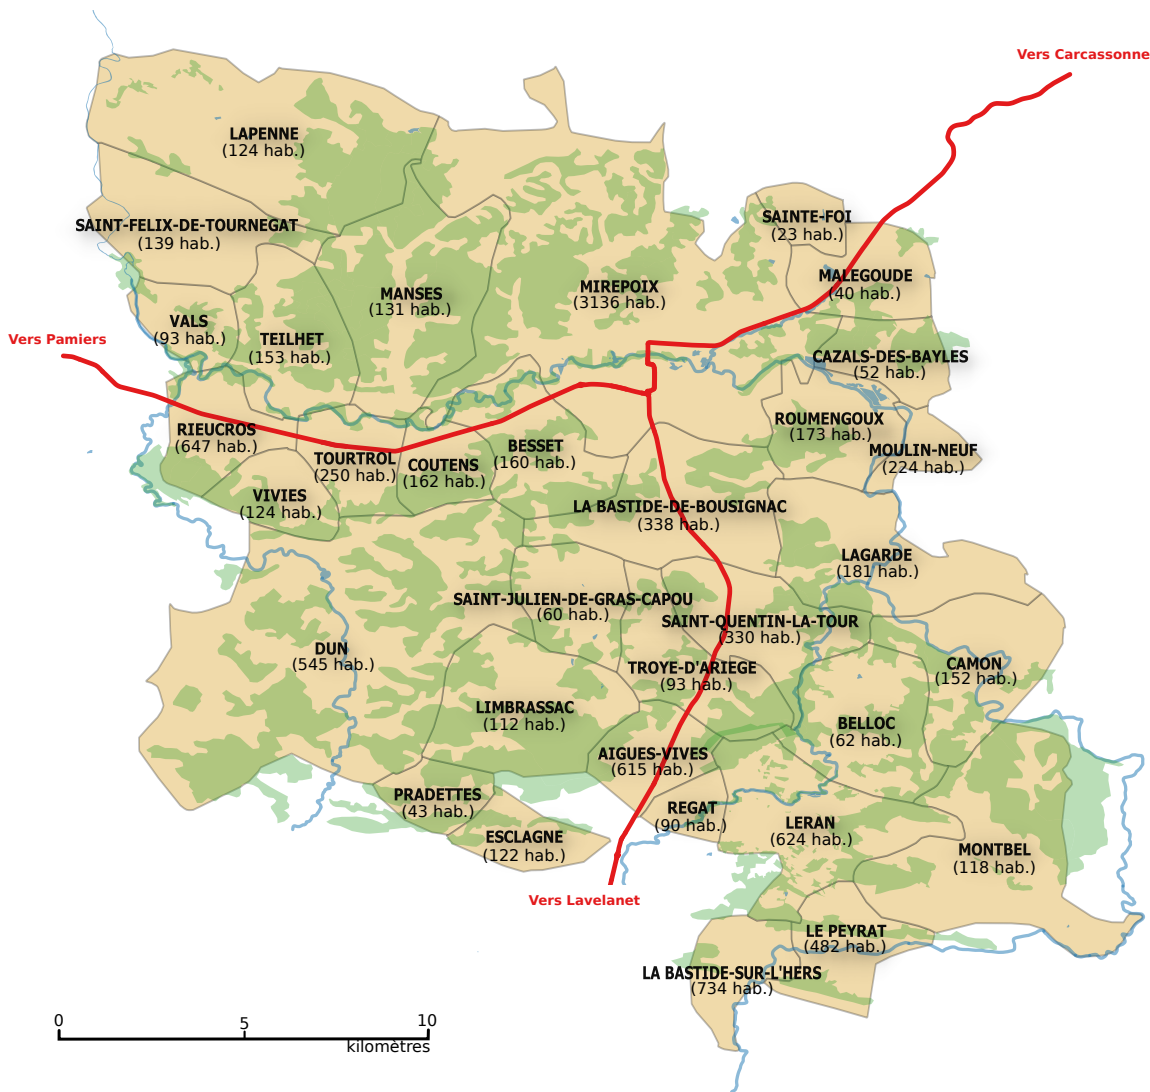 Vers Carcassonne
LAPENNE
(124 hab.)
SAINT-FELIX-DE-TOURNEGAT
(139 hab.)
SAINTE-FOI
(23 hab.)
MALEGOUDE
(40 hab.)
MANSES
(131 hab.)
MIREPOIX
(3136 hab.)
VALS
(93 hab.)
TEILHET
(153 hab.)
Vers Pamiers
CAZALS-DES-BAYLES
(52 hab.)
RIEUCROS
(647 hab.)
ROUMENGOUX
(173 hab.)
MOULIN-NEUF
(224 hab.)
TOURTROL
(250 hab.)
COUTENS
(162 hab.)
BESSET
(160 hab.)
VIVIES
(124 hab.)
LA BASTIDE-DE-BOUSIGNAC
(338 hab.)
LAGARDE
(181 hab.)
SAINT-JULIEN-DE-GRAS-CAPOU
(60 hab.)
SAINT-QUENTIN-LA-TOUR
(330 hab.)
DUN
(545 hab.)
TROYE-D'ARIEGE
(93 hab.)
CAMON
(152 hab.)
LIMBRASSAC
(112 hab.)
BELLOC
(62 hab.)
AIGUES-VIVES
(615 hab.)
PRADETTES
(43 hab.)
REGAT
(90 hab.)
LERAN
(624 hab.)
ESCLAGNE
(122 hab.)
MONTBEL
(118 hab.)
Vers Lavelanet
LE PEYRAT
(482 hab.)
LA BASTIDE-SUR-L'HERS
(734 hab.)
0 5 10
kilomètres